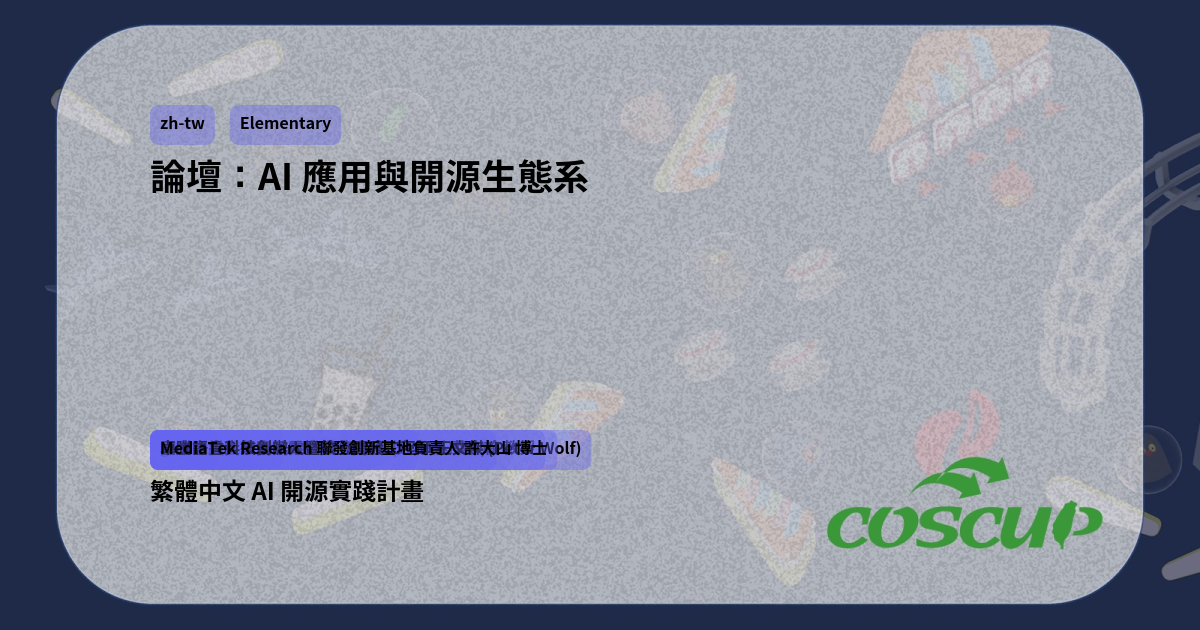 zh-tw
Elementary
論壇：AI 應用與開源生態系
MediaTek Research 聯發創新基地負責人 許大山 博士
Wolf)
繁體中文 AI 開源實踐計畫
COSCUP